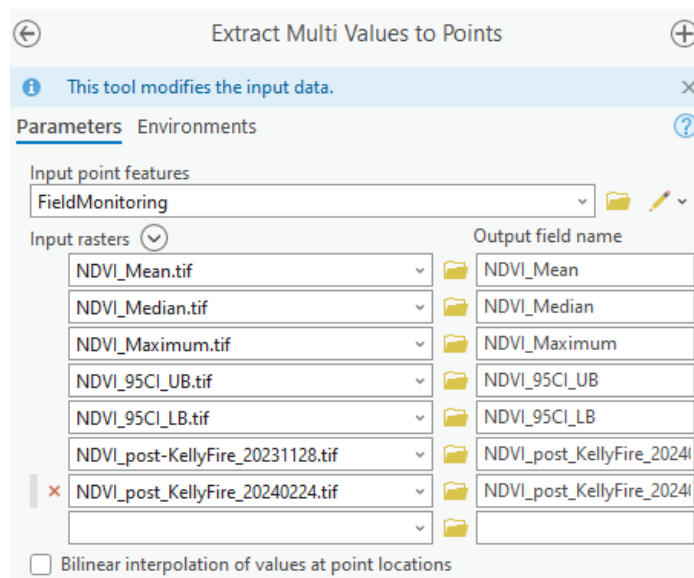 Extract Multi Values to Points
This tool modifies the input data.
Parameters Environments
Input point features
FieldMonitoring
Input rasters Output field name
NDVI_Mean.tif NDVI_Mean
NDVI_Median.tif NDVI_Median
NDVI_Maximum.tif NDVI_Maximum
NDVI_95CI_UB.tif NDVI_95CI_UB
NDVI_95CI_LB.tif NDVI_95CI_LB
NDVI_post-KellyFire_20231128.tif NDVI_post_KellyFire_2024
NDVI_post_KellyFire_20240224.tif NDVI_post_KellyFire_2024
Bilinear interpolation of values at point locations